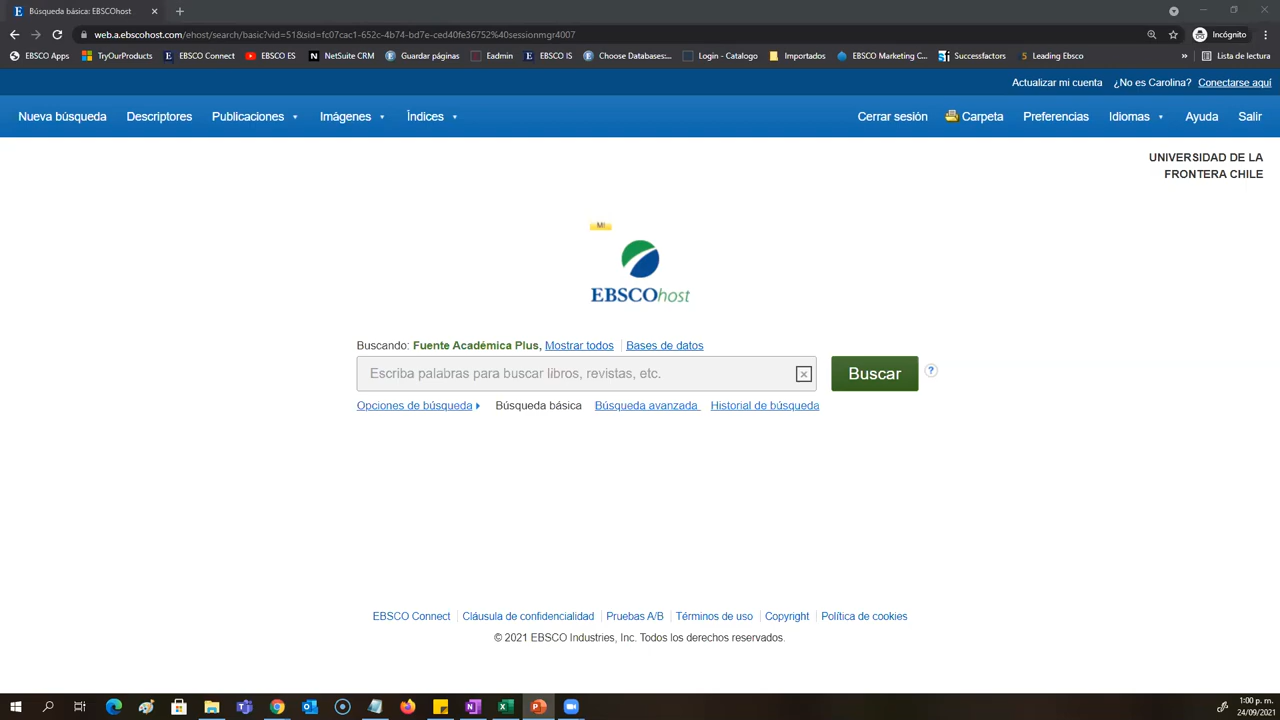 Búsqueda básica: EBSCOhost
web.ebscohost.com/ehost/search/basic?vid=51&sid=fc07cac1-652c-4b74-bd7e-ced40fe36752%40sessionmgr4007
Incógnito
EBSCO Apps TryOurProducts EBSCO Connect EBSCO ES NetSuite CRM Guardar páginas Eadmin EBSCO IS Choose Databases:... Login - Catalogo Importados EBSCO Marketing C... Successfactors Leading Ebsco » Lista de lectura
Actualizar mi cuenta ¿No es Carolina? Conectarse aquí
Nueva búsqueda Descriptores Publicaciones Imágenes Índices Cerrar sesión Carpeta Preferencias Idiomas Ayuda Salir
UNIVERSIDAD DE LA
FRONTERA CHILE
MI
EBSCOhost
Buscando: Fuente Académica Plus, Mostrar todos Bases de datos
Escriba palabras para buscar libros, revistas, etc.
Buscar ?
Opciones de búsqueda Búsqueda básica Búsqueda avanzada Historial de búsqueda
EBSCO Connect Cláusula de confidencialidad Pruebas A/B Términos de uso Copyright Política de cookies
© 2021 EBSCO Industries, Inc. Todos los derechos reservados.
1:00 p. m.
24/09/2021